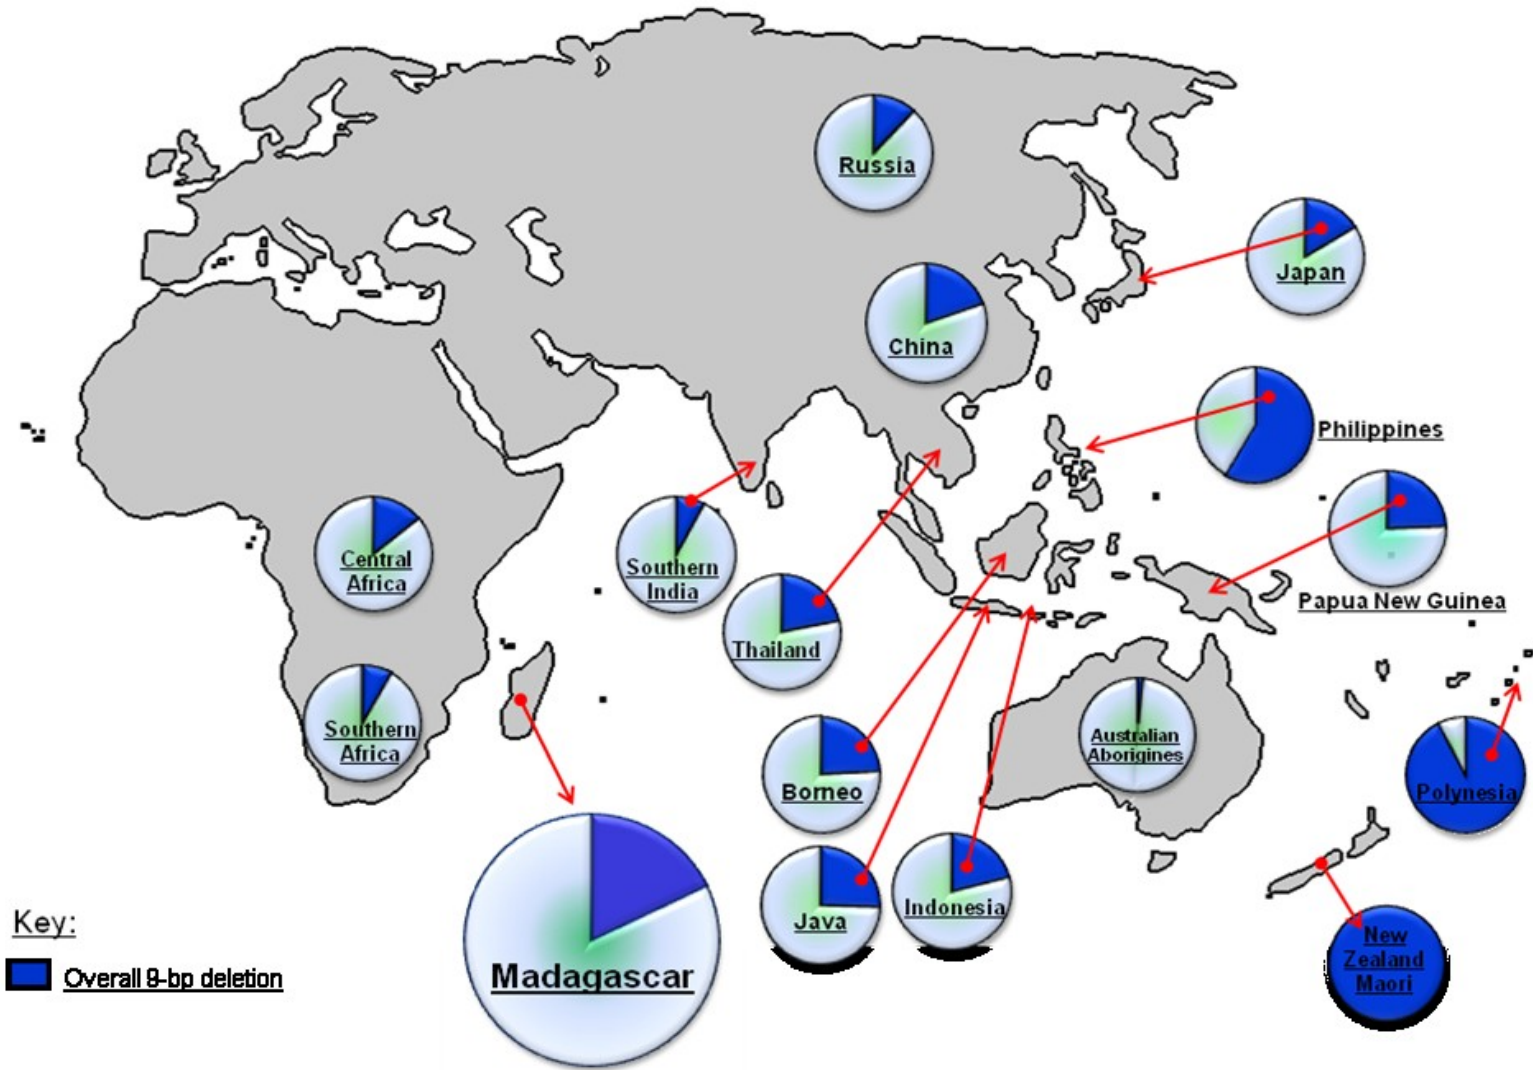 Russia
Japan
China
Philippines
Central
Africa
Southern
India
Papua New Guinea
Thailand
Southern
Africa
Australian
Aborigines
Borneo
Polynesia
Java
Indonesia
New
Zealand
Maori
Madagascar
Key:
Overall 9-bp deletion